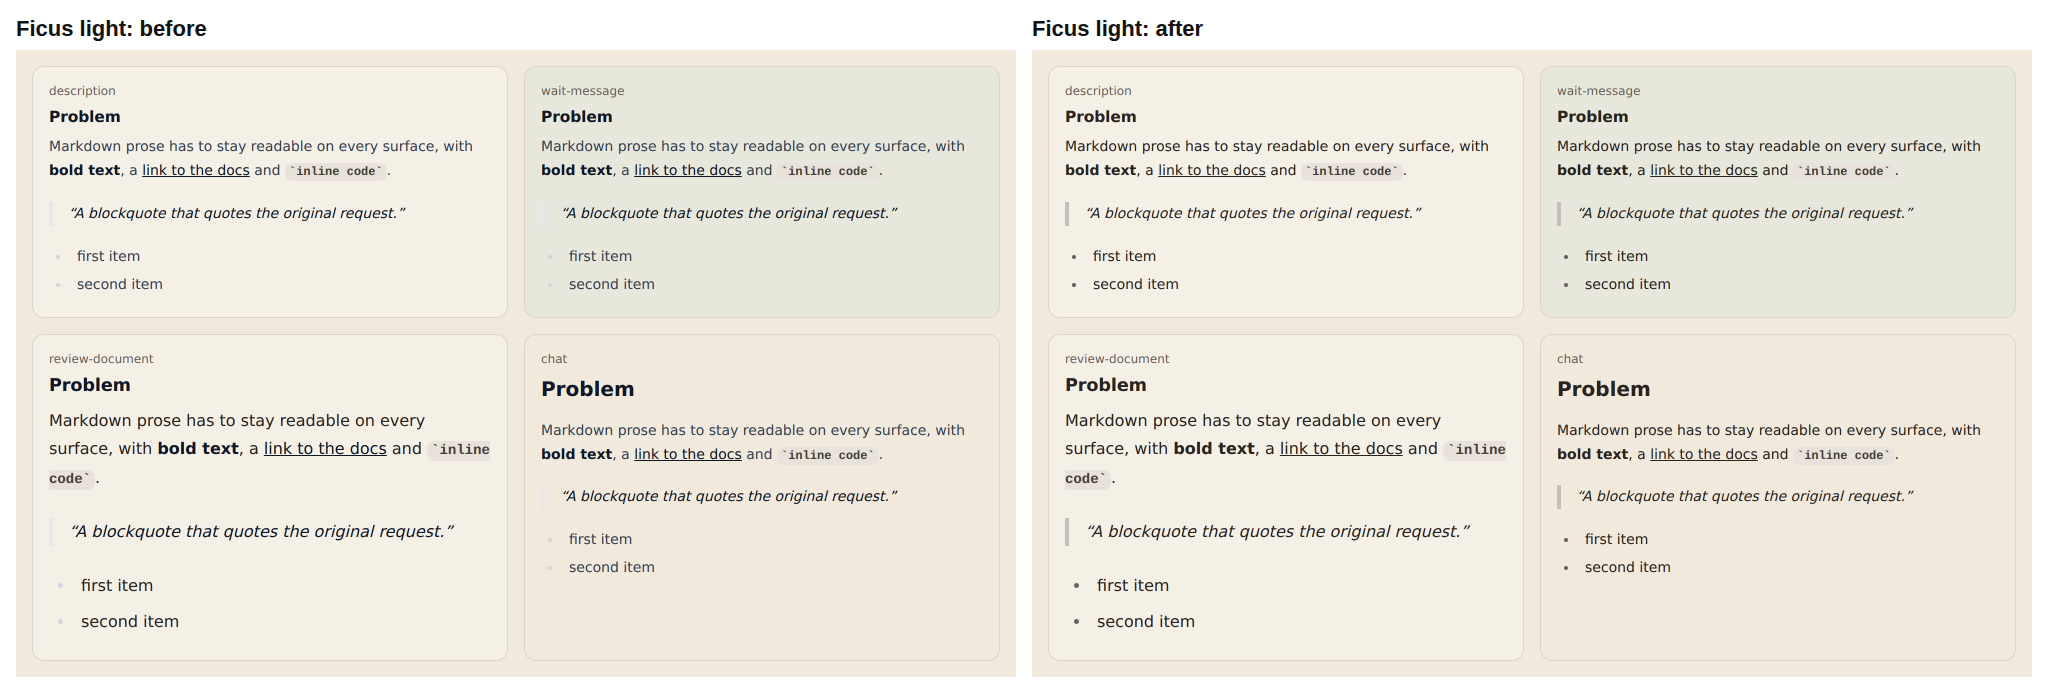 Ficus light: before
description
Problem
Markdown prose has to stay readable on every surface, with
bold text, a link to the docs and `inline code`.
“A blockquote that quotes the original request.”
• first item
• second item
wait-message
Problem
Markdown prose has to stay readable on every surface, with
bold text, a link to the docs and `inline code`.
“A blockquote that quotes the original request.”
• first item
• second item
review-document
Problem
Markdown prose has to stay readable on every
surface, with bold text, a link to the docs and `inline
code`.
“A blockquote that quotes the original request.”
• first item
• second item
chat
Problem
Markdown prose has to stay readable on every surface, with
bold text, a link to the docs and `inline code`.
“A blockquote that quotes the original request.”
• first item
• second item
Ficus light: after
description
Problem
Markdown prose has to stay readable on every surface, with
bold text, a link to the docs and `inline code`.
“A blockquote that quotes the original request.”
• first item
• second item
wait-message
Problem
Markdown prose has to stay readable on every surface, with
bold text, a link to the docs and `inline code`.
“A blockquote that quotes the original request.”
• first item
• second item
review-document
Problem
Markdown prose has to stay readable on every
surface, with bold text, a link to the docs and `inline
code`.
“A blockquote that quotes the original request.”
• first item
• second item
chat
Problem
Markdown prose has to stay readable on every surface, with
bold text, a link to the docs and `inline code`.
“A blockquote that quotes the original request.”
• first item
• second item